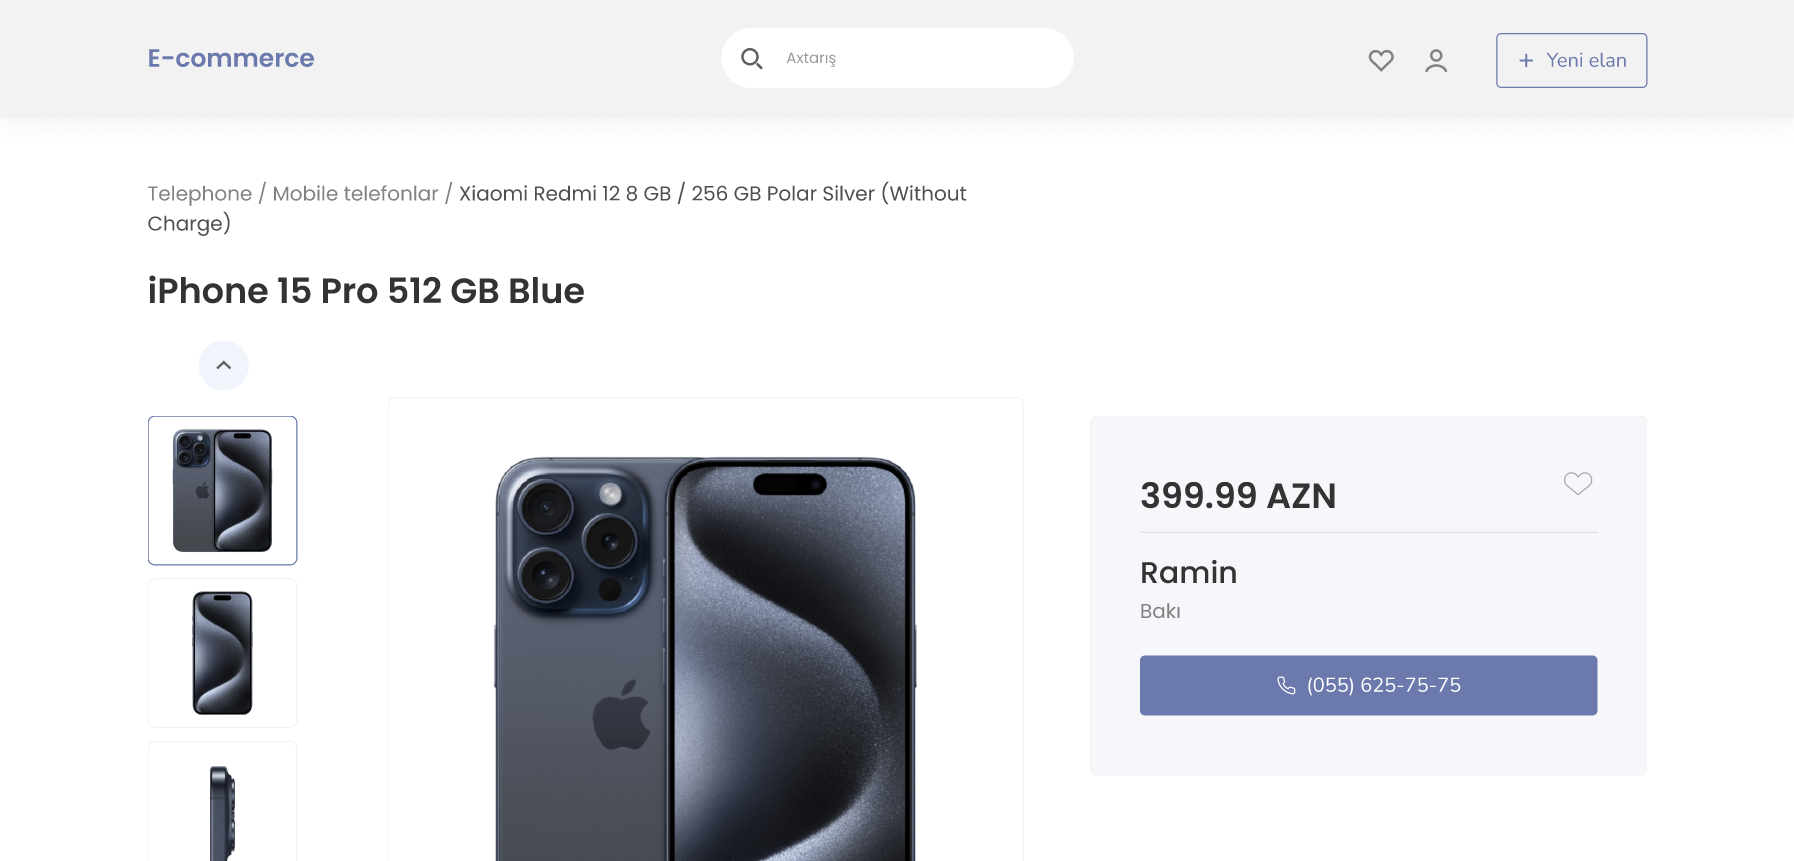 E-commerce
Axtarış
Yeni elan
Telephone / Mobile telefonlar / Xiaomi Redmi 12 8 GB / 256 GB Polar Silver (Without
Charge)
iPhone 15 Pro 512 GB Blue
399.99 AZN
Ramin
Bakı
(055) 625-75-75